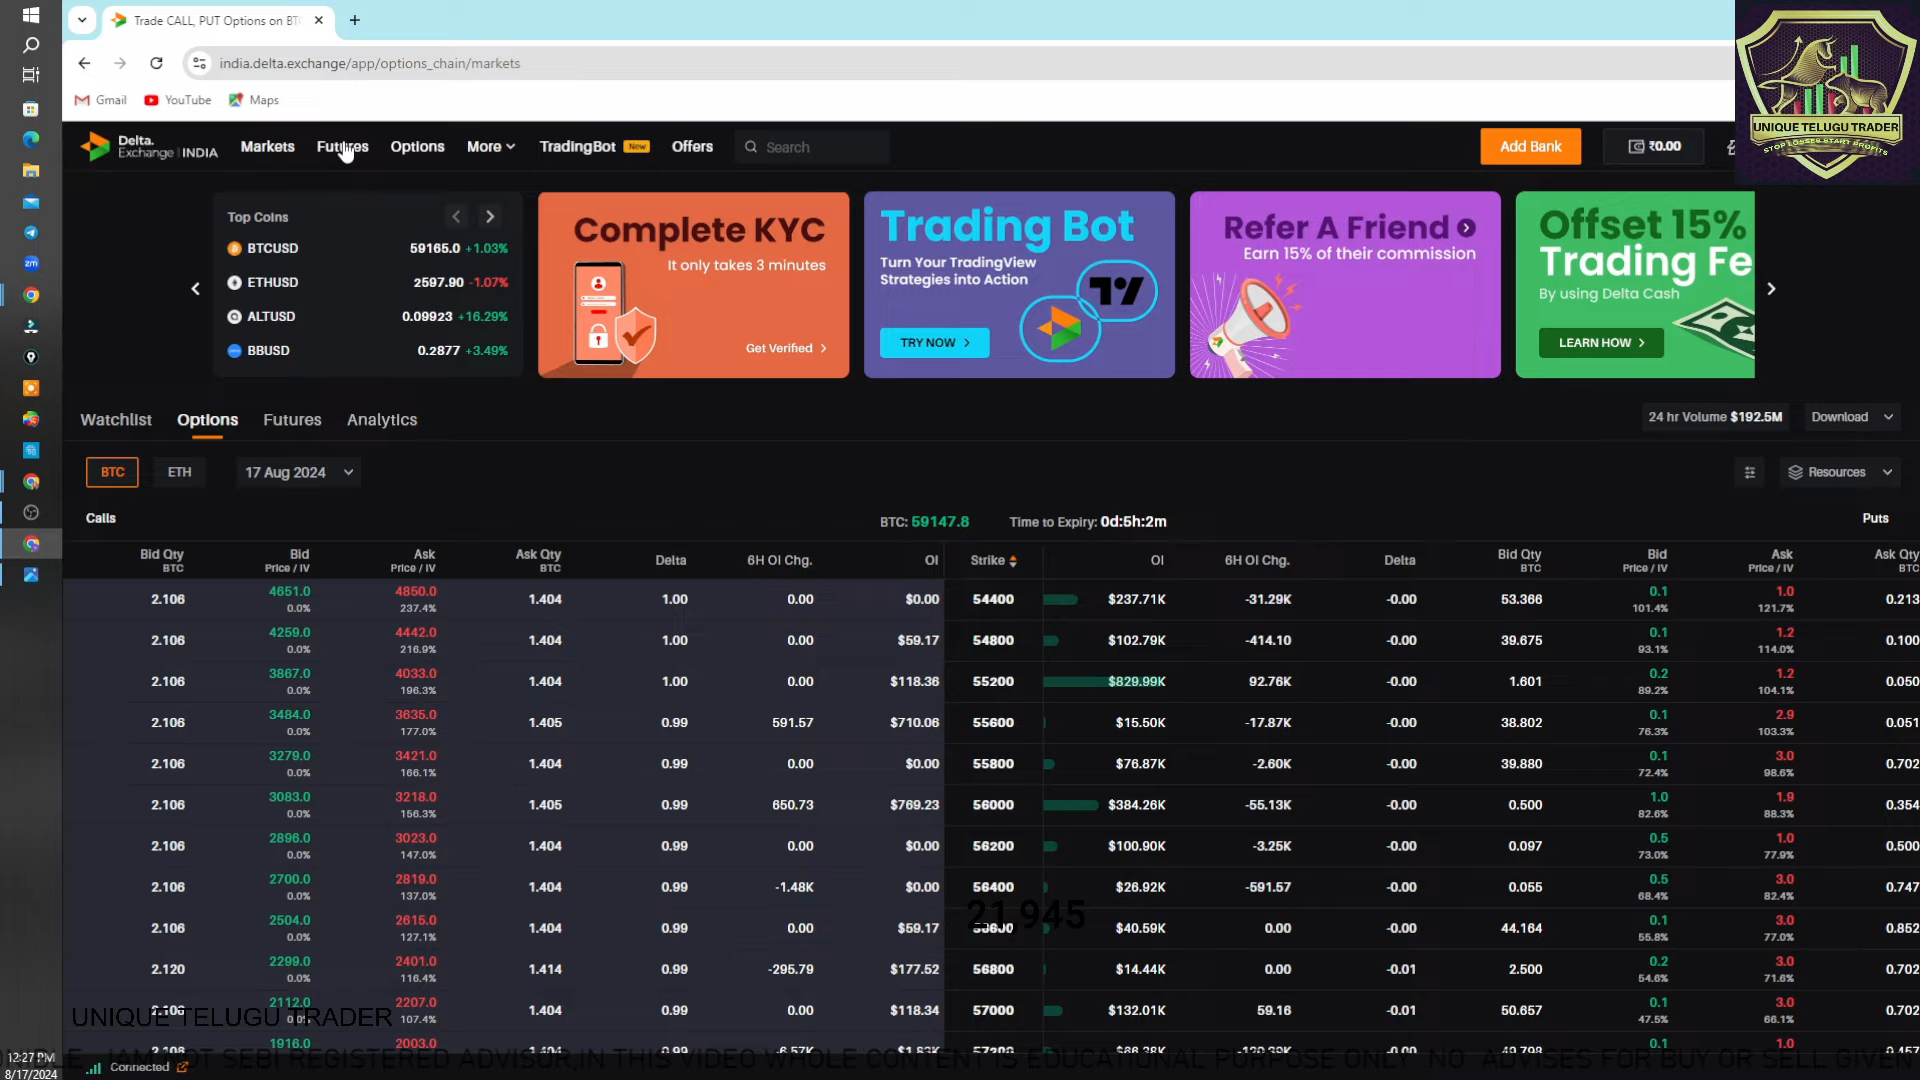 Trade CALL, PUT Options on BT
india.delta.exchange/app/options_chain/markets
Gmail YouTube Maps
UNIQUE TELUGU TRADER
STOP LOSSES START PROFITS
Delta.
Exchange INDIA
Markets Futures Options More TradingBot New Offers Search Add Bank ₹0.00
Top Coins
BTCUSD 59165.0 +1.03%
ETHUSD 2597.90 -1.07%
ALTUSD 0.09923 +16.29%
BBUSD 0.2877 +3.49%
Complete KYC
It only takes 3 minutes
Get Verified
Trading Bot
Turn Your TradingView
Strategies into Action
TRY NOW
Refer A Friend
Earn 15% of their commission
Offset 15%
Trading Fe
By using Delta Cash
LEARN HOW
Watchlist Options Futures Analytics 24 hr Volume $192.5M Download
BTC ETH 17 Aug 2024 Resources
Calls BTC: 59147.8 Time to Expiry: 0d:5h:2m Puts
Bid Qty Bid Ask Ask Qty Delta 6H OI Chg. OI Strike OI 6H OI Chg. Delta Bid Qty Bid Ask Ask Qty
BTC Price / IV Price / IV BTC BTC Price / IV Price / IV BTC
2.106 4651.0 4850.0 1.404 1.00 0.00 $0.00 54400 $237.71K -31.29K -0.00 53.366 0.1 1.0 0.213
0.0% 237.4% 101.4% 121.7%
2.106 4259.0 4442.0 1.404 1.00 0.00 $59.17 54800 $102.79K -414.10 -0.00 39.675 0.1 1.2 0.100
0.0% 216.9% 93.1% 114.0%
2.106 3867.0 4033.0 1.404 1.00 0.00 $118.36 55200 $829.99K 92.76K -0.00 1.601 0.2 1.2 0.050
0.0% 196.3% 89.2% 104.1%
2.106 3484.0 3635.0 1.405 0.99 591.57 $710.06 55600 $15.50K -17.87K -0.00 38.802 0.1 2.9 0.051
0.0% 177.0% 76.3% 103.3%
2.106 3279.0 3421.0 1.404 0.99 0.00 $0.00 55800 $76.87K -2.60K -0.00 39.880 0.1 3.0 0.702
0.0% 166.1% 72.4% 98.6%
2.106 3083.0 3218.0 1.405 0.99 650.73 $769.23 56000 $384.26K -55.13K -0.00 0.500 1.0 1.9 0.354
0.0% 156.3% 82.6% 88.3%
2.106 2896.0 3023.0 1.404 0.99 0.00 $0.00 56200 $100.90K -3.25K -0.00 0.097 0.5 1.0 0.500
0.0% 147.0% 73.0% 77.9%
2.106 2700.0 2819.0 1.404 0.99 -1.48K $0.00 56400 $26.92K -591.57 -0.00 0.055 0.5 3.0 0.747
0.0% 137.0% 68.4% 82.4%
21,945
2.106 2504.0 2615.0 1.404 0.99 0.00 $59.17 $40.59K 0.00 -0.00 44.164 0.1 3.0 0.852
0.0% 127.1% 55.8% 77.0%
2.120 2299.0 2401.0 1.414 0.99 -295.79 $177.52 56800 $14.44K 0.00 -0.01 2.500 0.2 3.0 0.702
0.0% 116.4% 54.6% 71.6%
2.106 2112.0 2207.0 1.404 0.99 0.00 $118.34 57000 $132.01K 59.16 -0.01 50.657 0.1 3.0 0.702
0.0% 107.4% 47.5% 66.1%
UNIQUE TELUGU TRADER
1916.0 2003.0 0.1 1.0
IAM NOT SEBI REGISTERED ADVISOR,IN THIS VIDEO WHOLE CONTENT IS EDUCATIONAL PURPOSE ONLY NO ADVISES FOR BUY OR SELL GIVEN
Connected
12:27 PM
8/17/2024